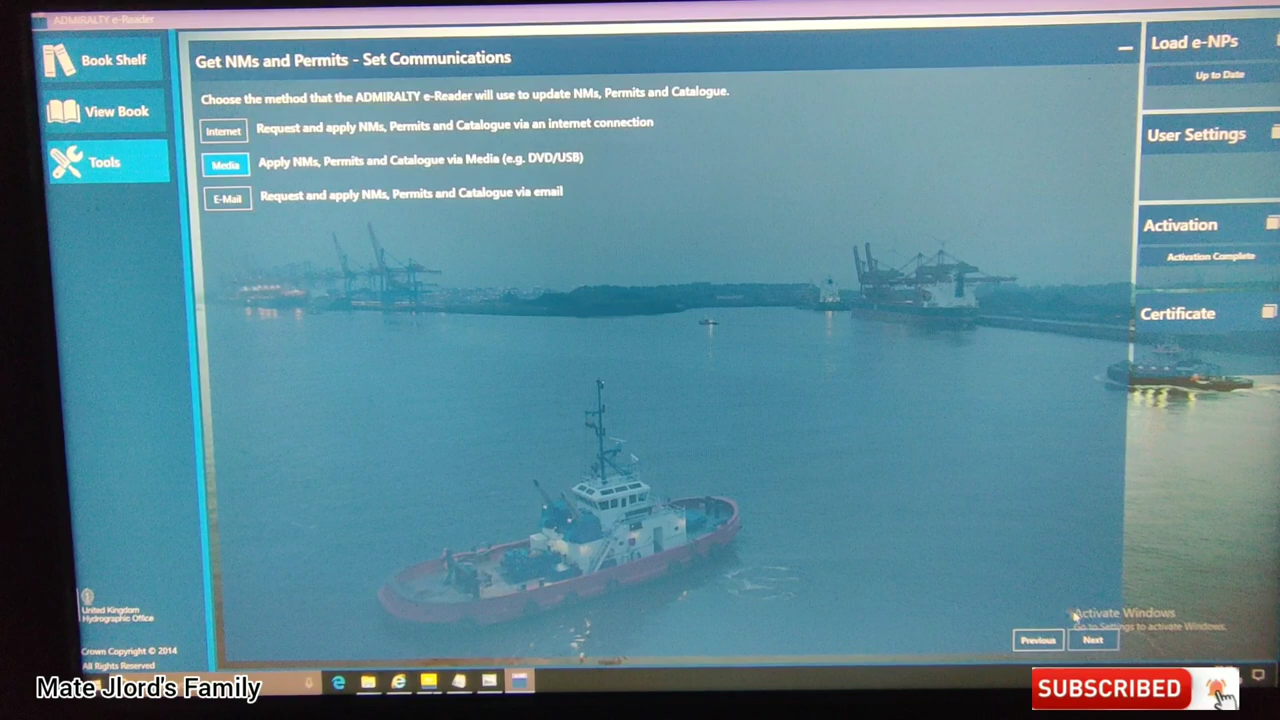 ADMIRALTY e-Reader
Book Shelf
View Book
Tools
Get NMs and Permits - Set Communications
Choose the method that the ADMIRALTY e-Reader will use to update NMs, Permits and Catalogue.
Internet Request and apply NMs, Permits and Catalogue via an internet connection
Media Apply NMs, Permits and Catalogue via Media (e.g. DVD/USB)
E-Mail Request and apply NMs, Permits and Catalogue via email
Load e-NPs
Up to Date
User Settings
Activation
Activation Complete
Certificate
United Kingdom
Hydrographic Office
Crown Copyright © 2014
All Rights Reserved
Activate Windows
Go to Settings to activate Windows.
Previous Next
Mate Jlord's Family
SUBSCRIBED